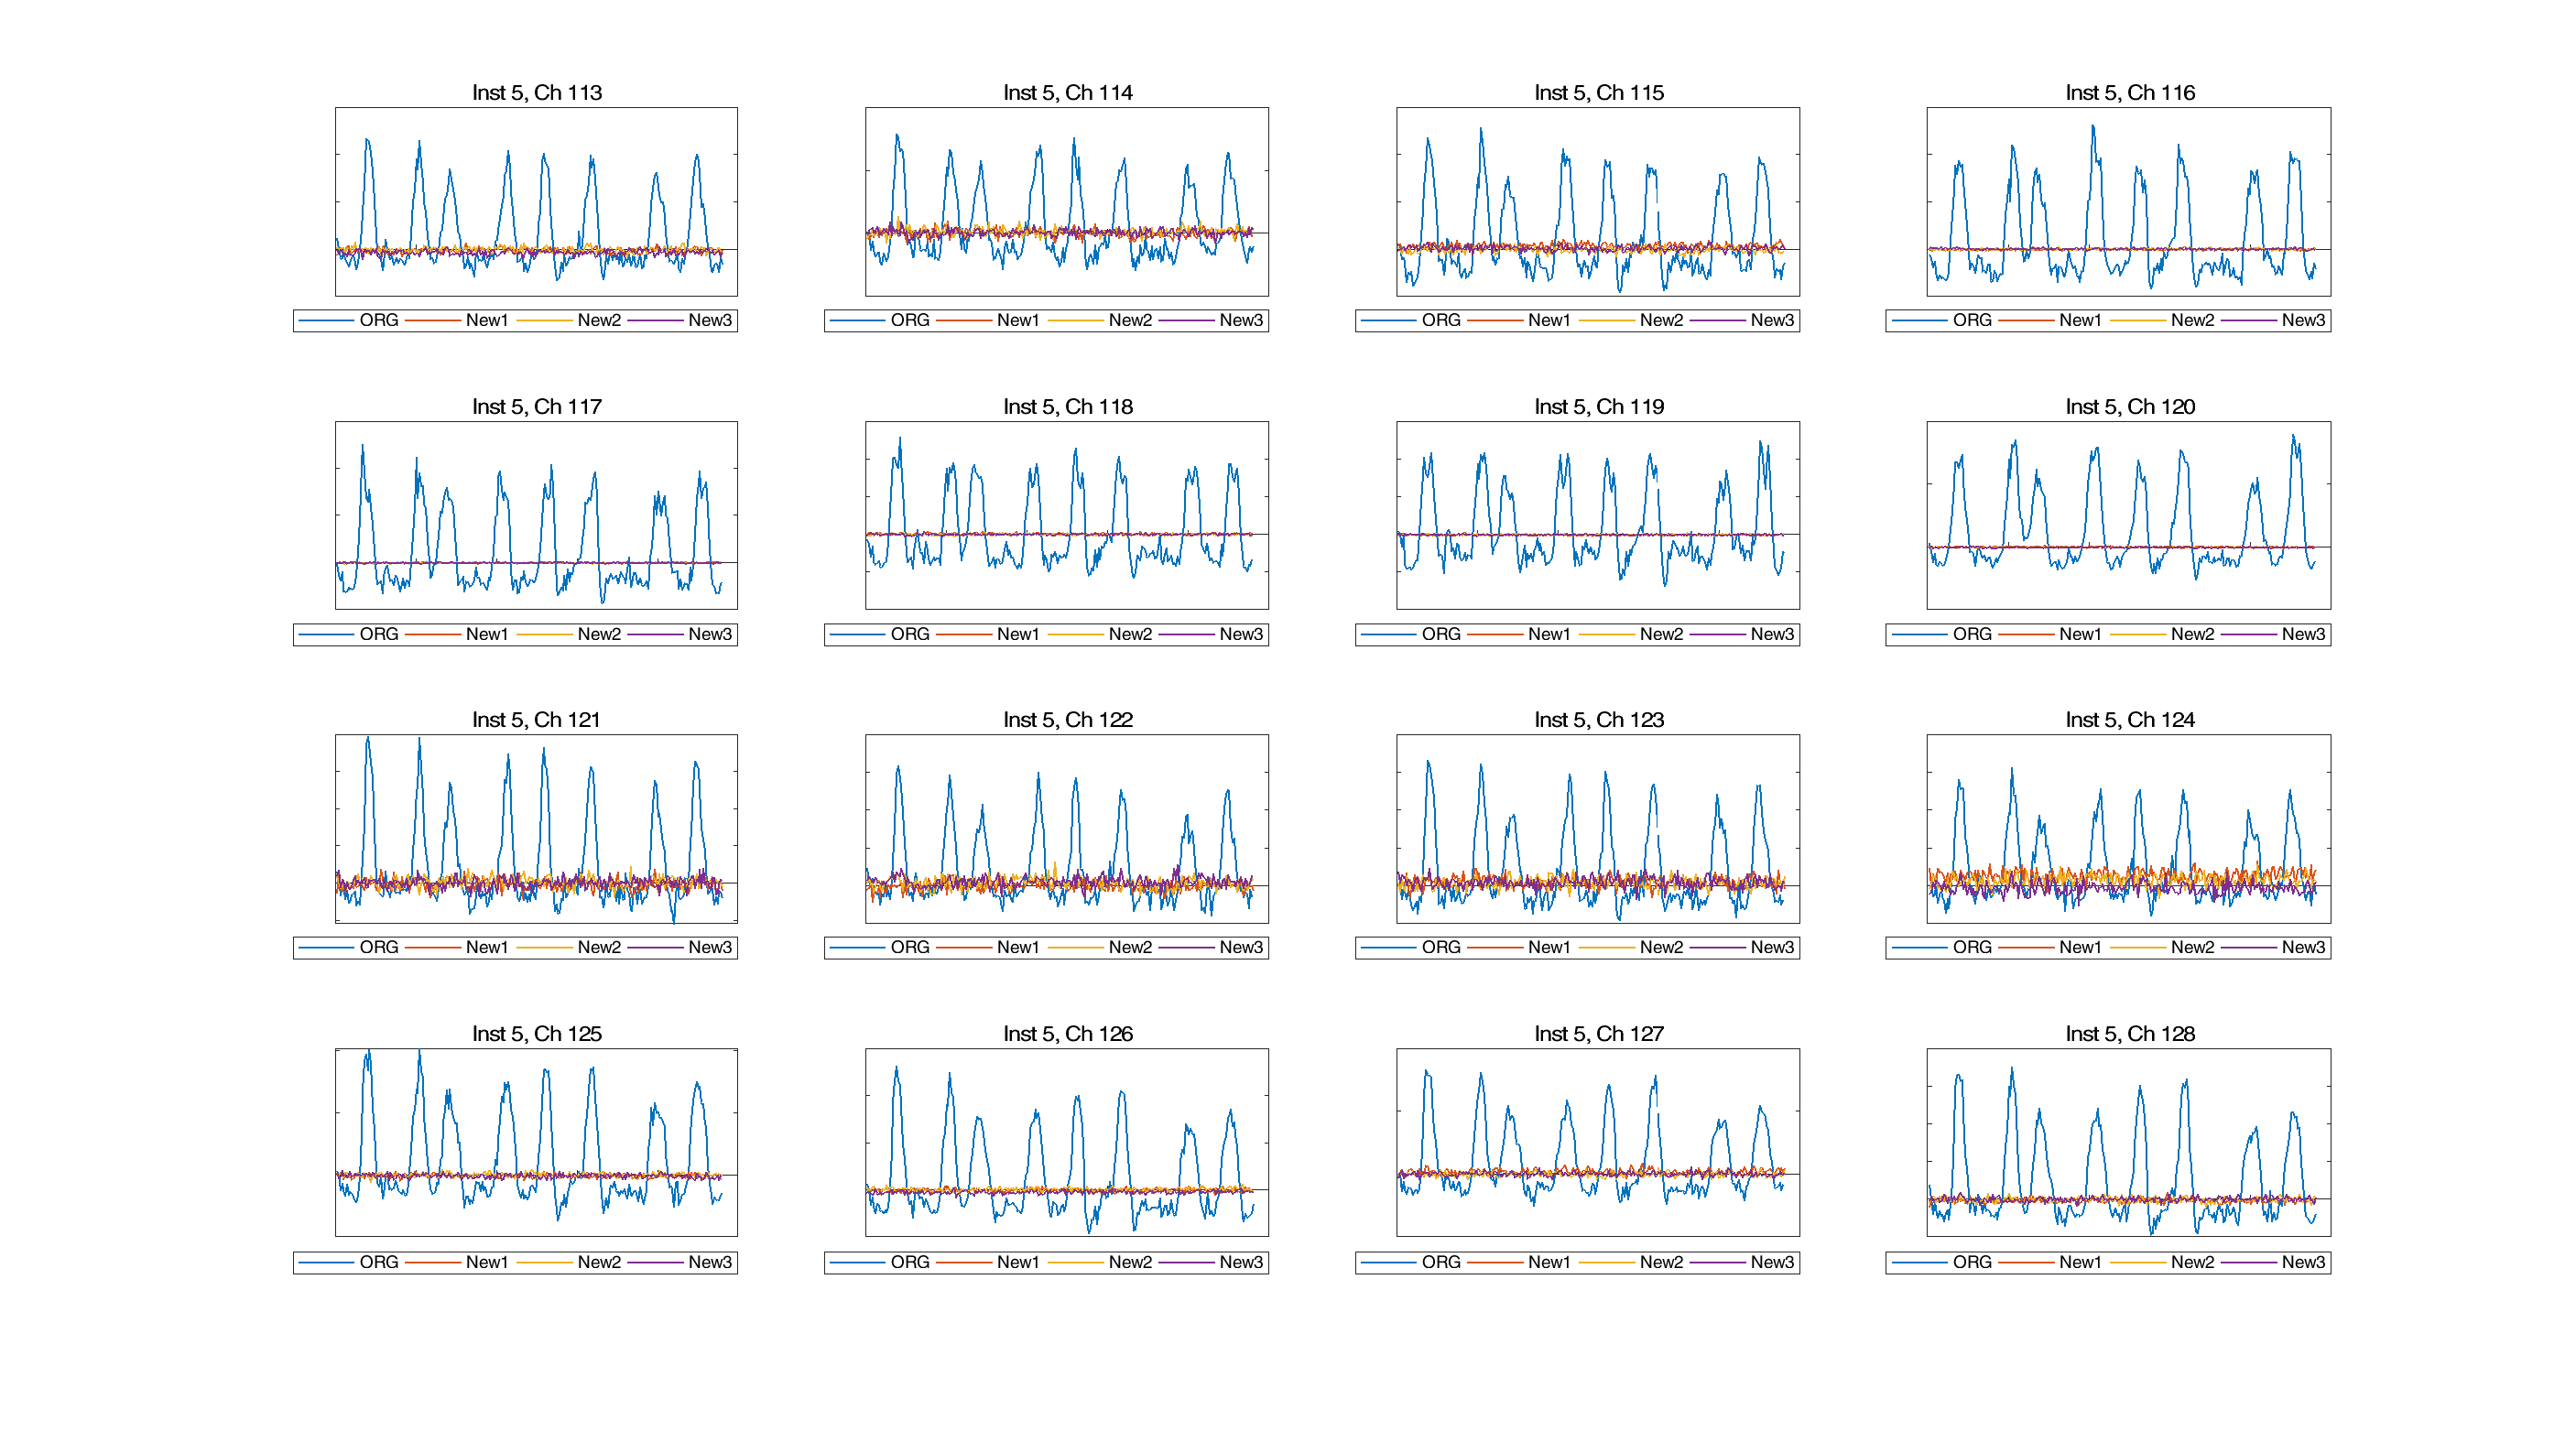 Inst 5, Ch 113
Inst 5, Ch 114
Inst 5, Ch 115
Inst 5, Ch 116
ORG New1 New2 New3
ORG New1 New2 New3
ORG New1 New2 New3
ORG New1 New2 New3
Inst 5, Ch 117
Inst 5, Ch 118
Inst 5, Ch 119
Inst 5, Ch 120
ORG New1 New2 New3
ORG New1 New2 New3
ORG New1 New2 New3
ORG New1 New2 New3
Inst 5, Ch 121
Inst 5, Ch 122
Inst 5, Ch 123
Inst 5, Ch 124
ORG New1 New2 New3
ORG New1 New2 New3
ORG New1 New2 New3
ORG New1 New2 New3
Inst 5, Ch 125
Inst 5, Ch 126
Inst 5, Ch 127
Inst 5, Ch 128
ORG New1 New2 New3
ORG New1 New2 New3
ORG New1 New2 New3
ORG New1 New2 New3